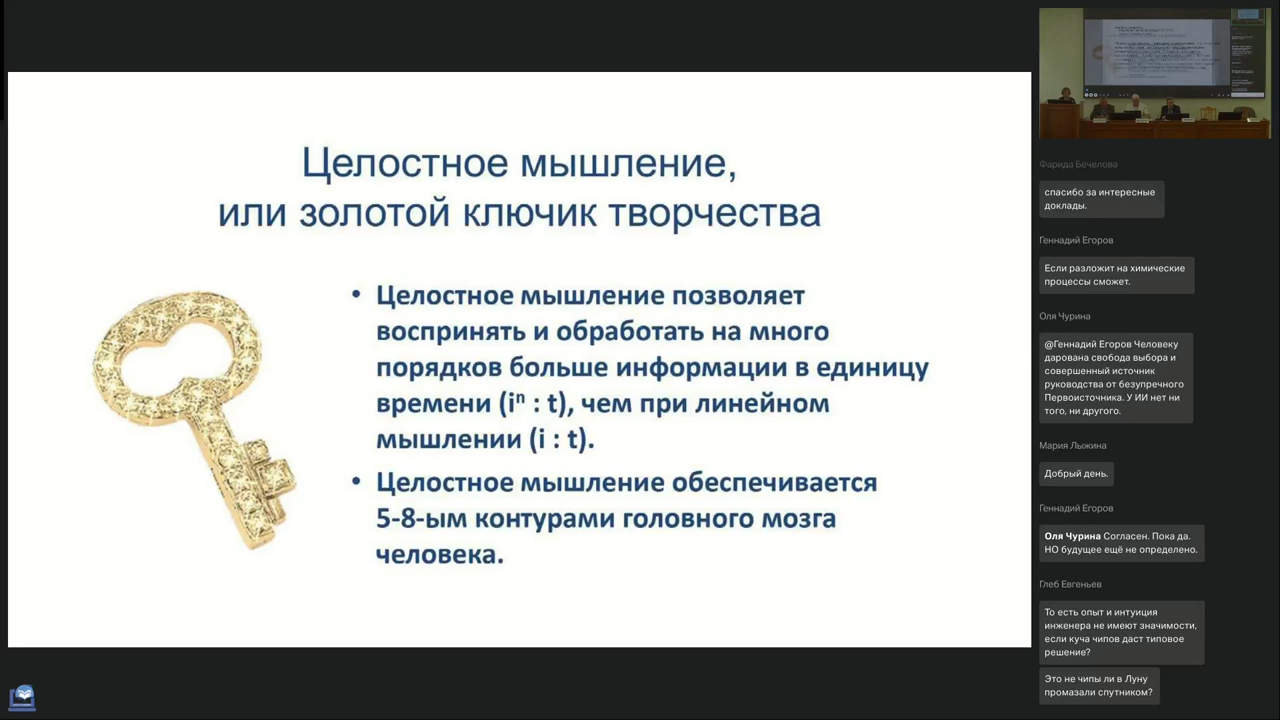 Целостное мышление,
или золотой ключик творчества
• Целостное мышление позволяет
воспринять и обработать на много
порядков больше информации в единицу
времени (iⁿ : t), чем при линейном
мышлении (i : t).
• Целостное мышление обеспечивается
5-8-ым контурами головного мозга
человека.
Фарида Бечелова
спасибо за интересные
доклады.
Геннадий Егоров
Если разложит на химические
процессы сможет.
Оля Чурина
@Геннадий Егоров Человеку
дарована свобода выбора и
совершенный источник
руководства от безупречного
Первоисточника. У ИИ нет ни
того, ни другого.
Мария Лыжина
Добрый день.
Геннадий Егоров
Оля Чурина Согласен. Пока да.
НО будущее ещё не определено.
Глеб Евгеньев
То есть опыт и интуиция
инженера не имеют значимости,
если куча чипов даст типовое
решение?
Это не чипы ли в Луну
промазали спутником?